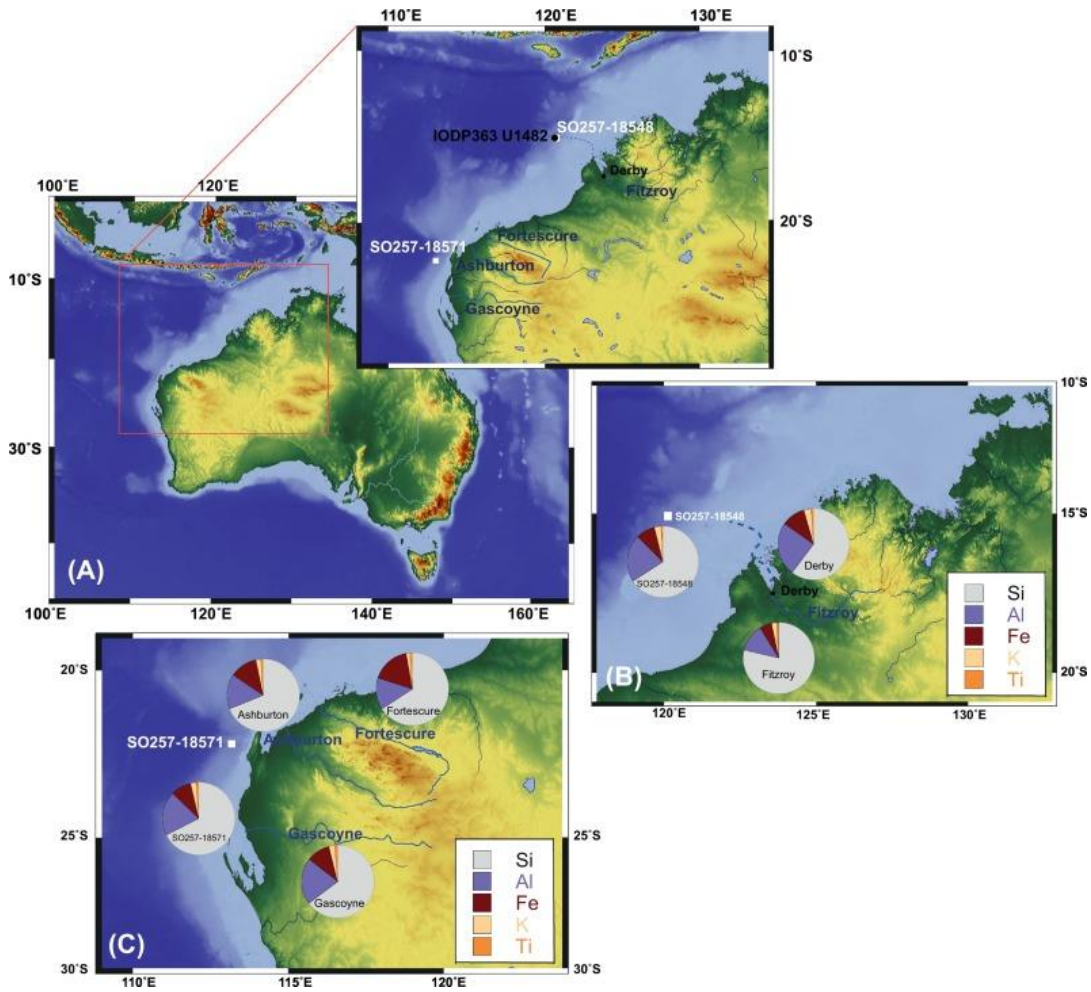 110°E
120°E
130°E
10°S
20°S
SO257-18548
IODP363 U1482
Derby
Fitzroy
SO257-18571
Fortescure
Ashburton
Gascoyne
100°E
120°E
10°S
30°S
(A)
100°E
120°E
140°E
160°E
10°S
15°S
20°S
SO257-18548
SO257-18548
Derby
Derby
Fitzroy
Fitzroy
Si
Al
Fe
K
Ti
(B)
120°E
125°E
130°E
20°S
25°S
30°S
Ashburton
Fortescure
Ashburton
Fortescure
SO257-18571
SO257-18571
Gascoyne
Gascoyne
Si
Al
Fe
K
Ti
(C)
25°S
30°S
110°E
115°E
120°E